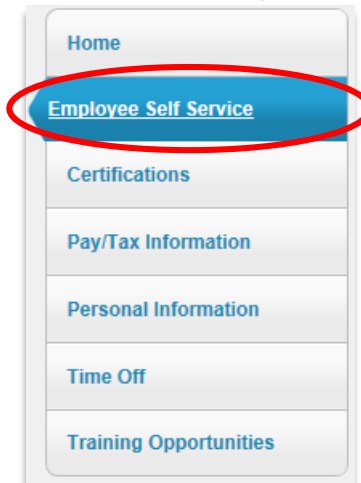 Home
Employee Self Service
Certifications
Pay/Tax Information
Personal Information
Time Off
Training Opportunities